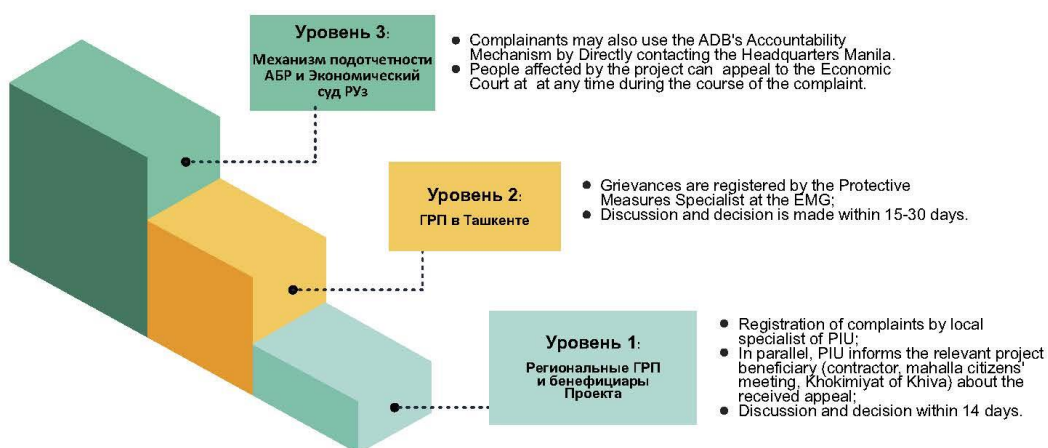 Уровень 3:
Механизм подотчетности
АБР и Экономический
суд РУз
● Complainants may also use the ADB's Accountability
Mechanism by Directly contacting the Headquarters Manila.
● People affected by the project can appeal to the Economic
Court at at any time during the course of the complaint.
Уровень 2:
ГРП в Ташкенте
● Grievances are registered by the Protective
Measures Specialist at the EMG;
● Discussion and decision is made within 15-30 days.
Уровень 1:
Региональные ГРП
и бенефициары
Проекта
● Registration of complaints by local
specialist of PIU;
● In parallel, PIU informs the relevant project
beneficiary (contractor, mahalla citizens'
meeting, Khokimiyat of Khiva) about the
received appeal;
● Discussion and decision within 14 days.